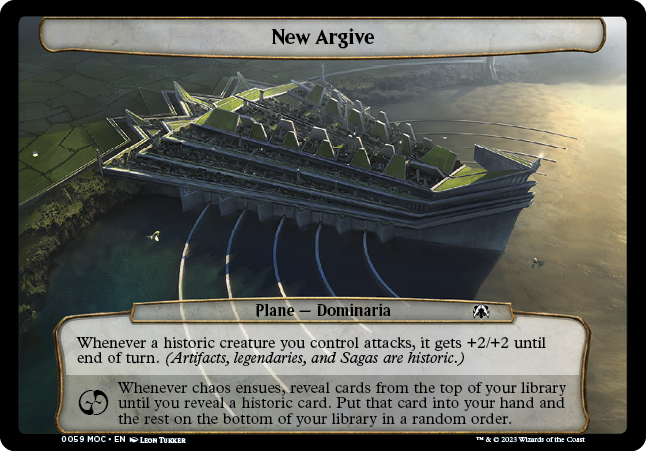 New Argive
Plane — Dominaria
Whenever a historic creature you control attacks, it gets +2/+2 until
end of turn. (Artifacts, legendaries, and Sagas are historic.)
Whenever chaos ensues, reveal cards from the top of your library
until you reveal a historic card. Put that card into your hand and
the rest on the bottom of your library in a random order.
0059 MOC • EN Leon Tukker
™ & © 2023 Wizards of the Coast